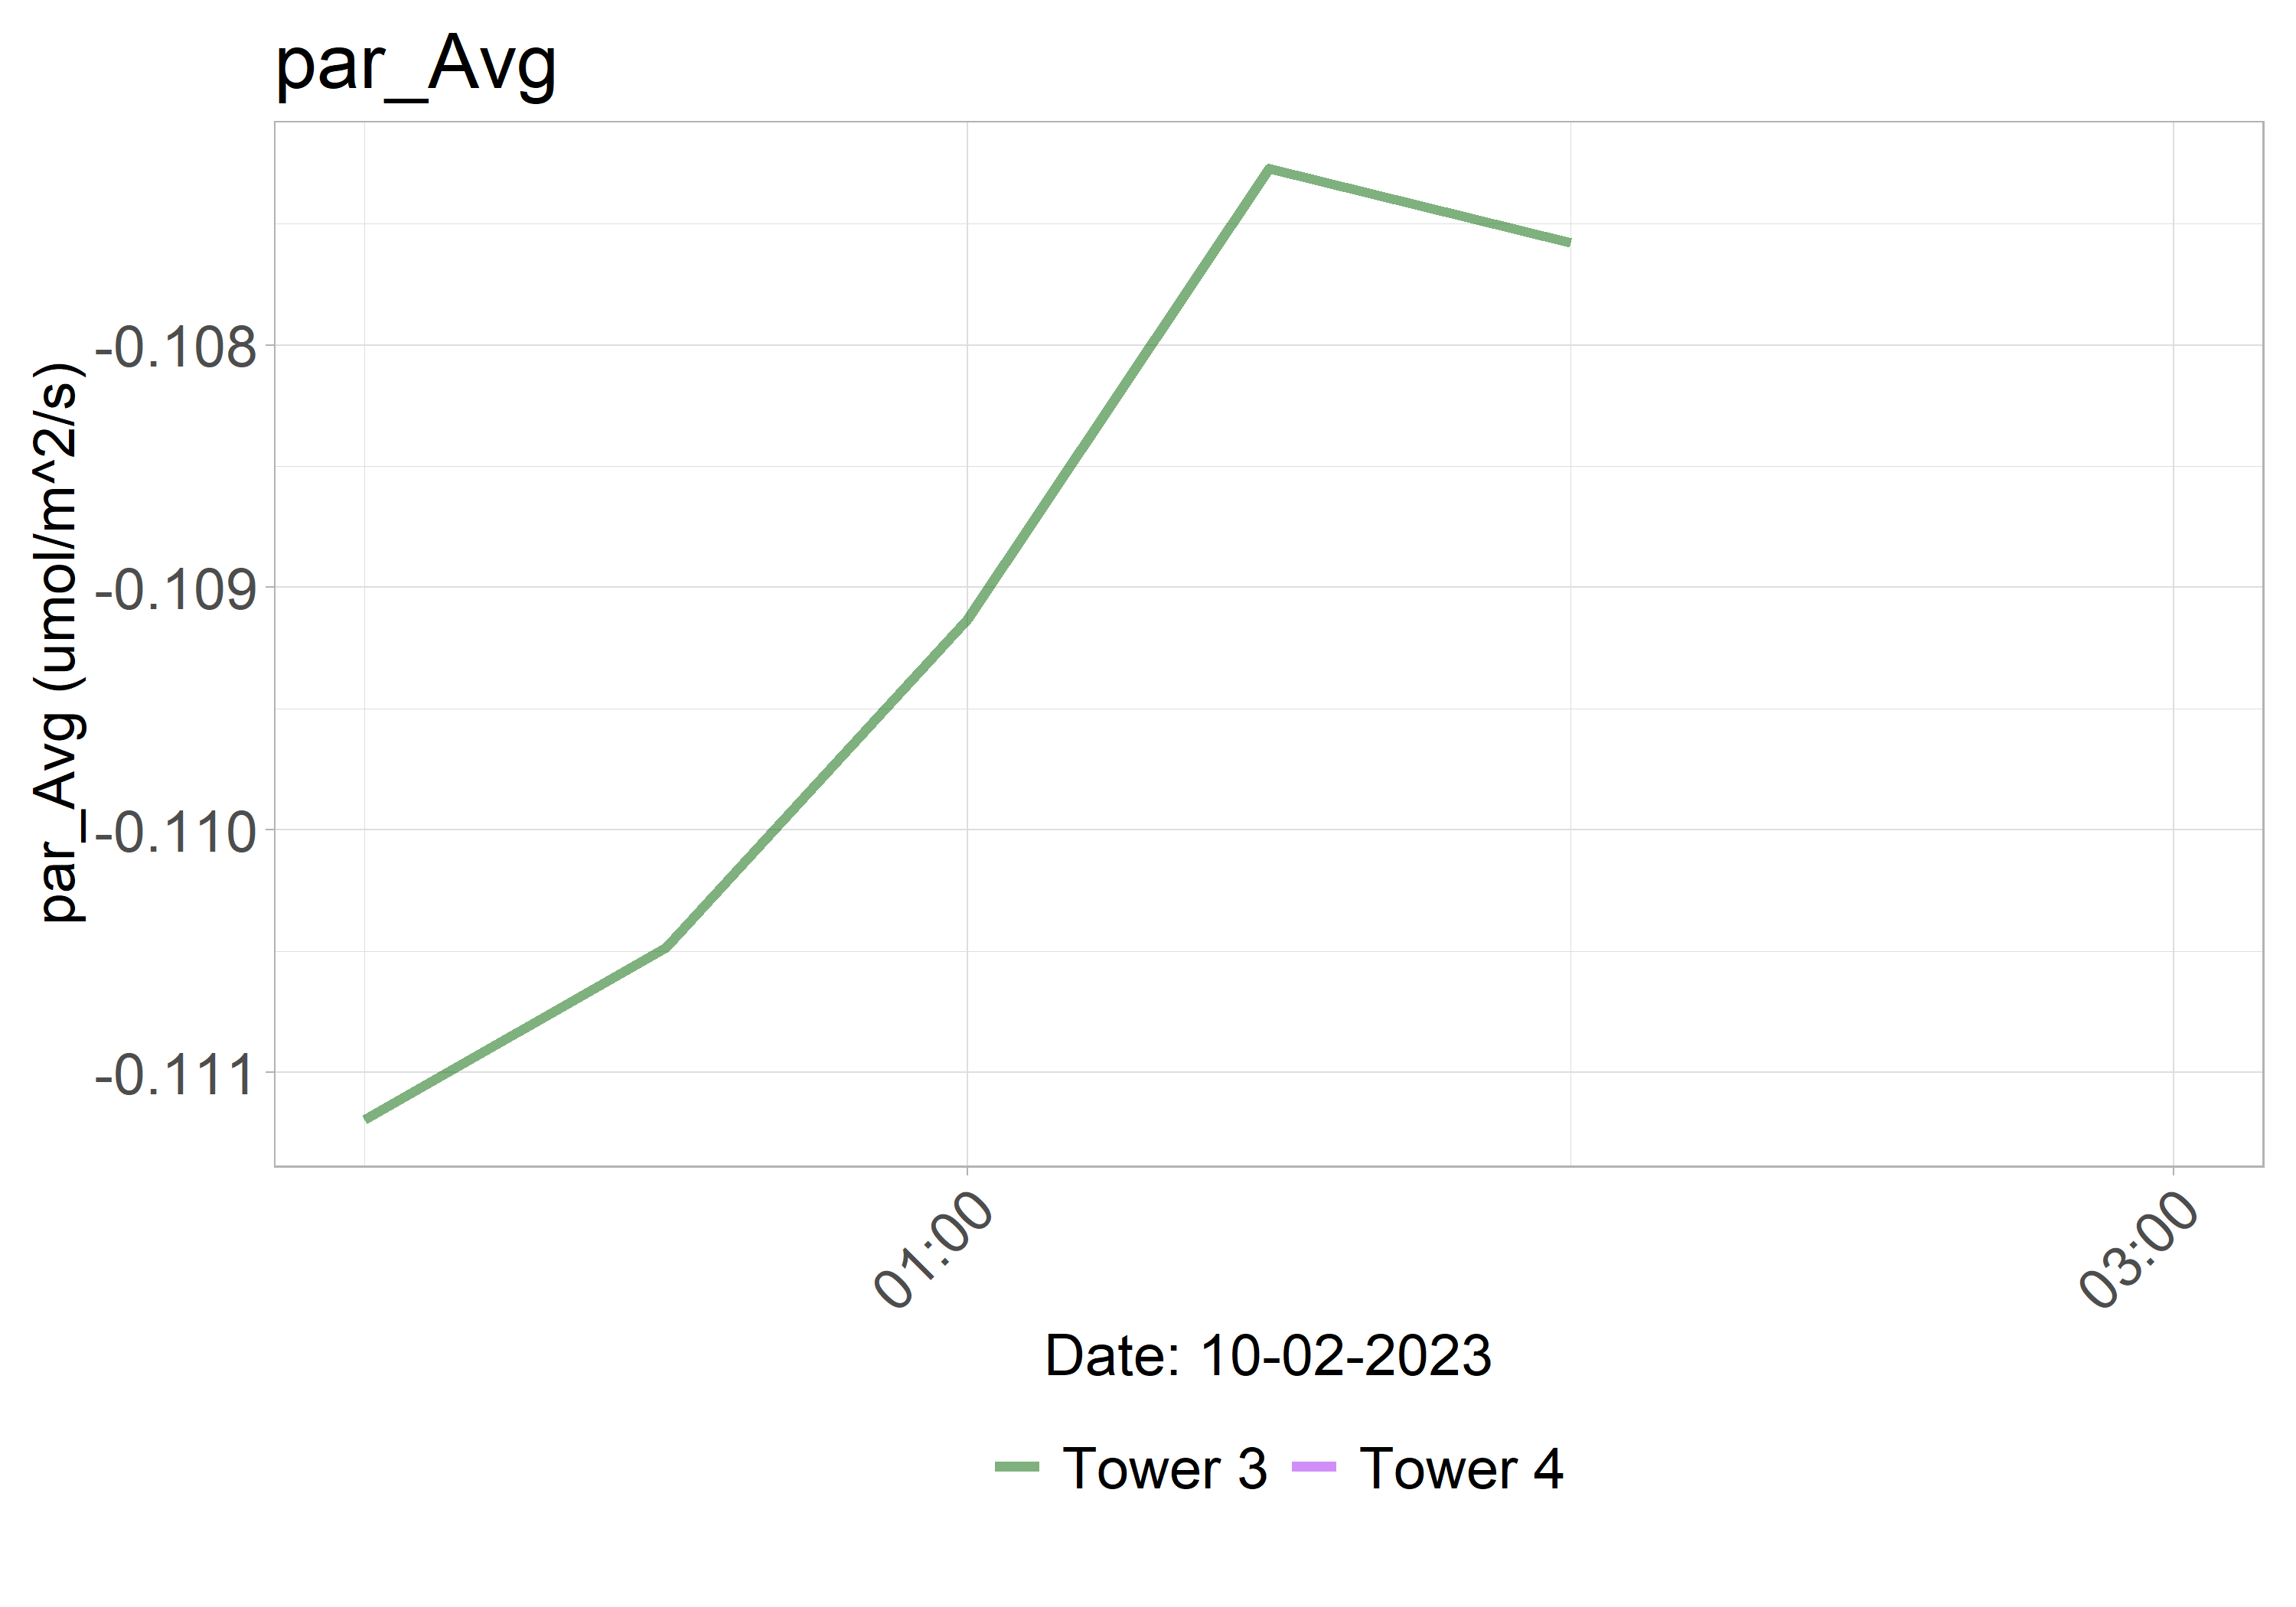 par_Avg
par_Avg (umol/m^2/s)
-0.108
-0.109
-0.110
-0.111
01:00
03:00
Date: 10-02-2023
Tower 3
Tower 4